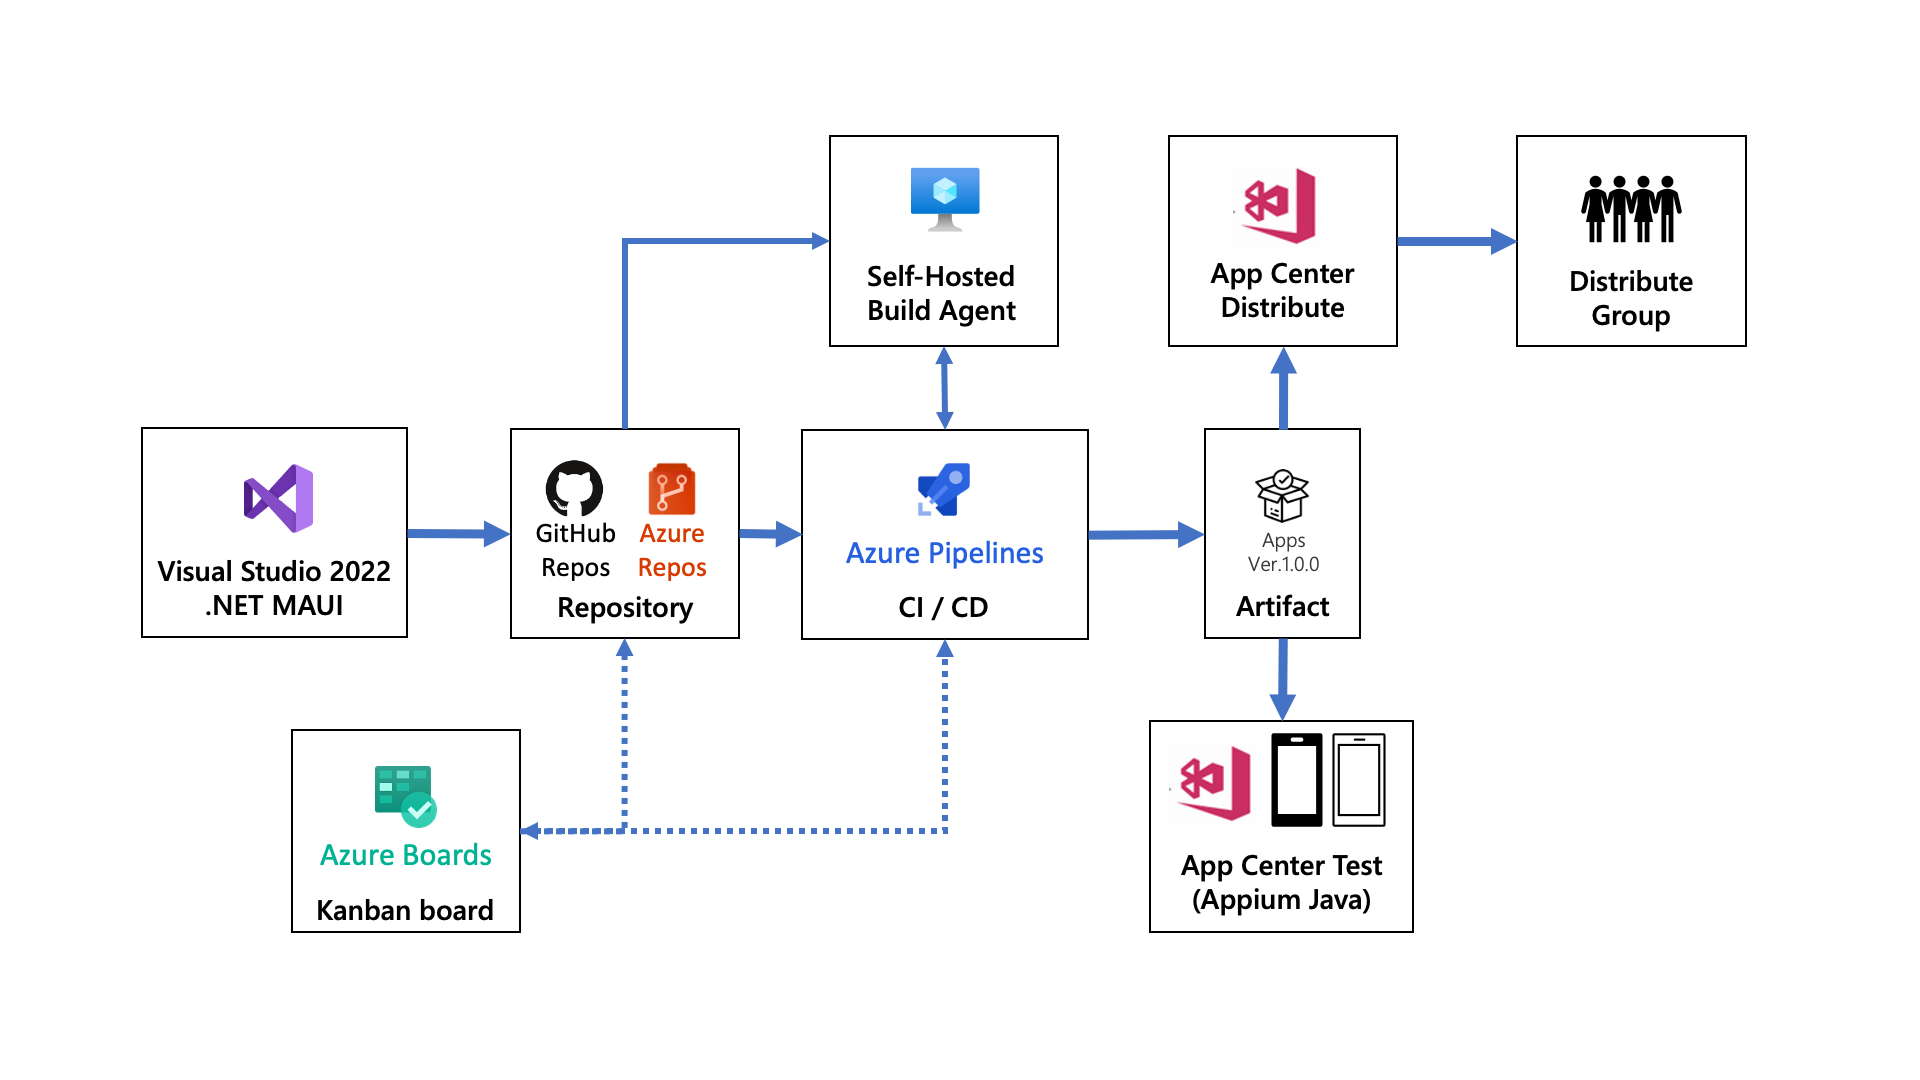 Self-Hosted
Build Agent
App Center
Distribute
Distribute
Group
Visual Studio 2022
.NET MAUI
GitHub
Repos
Azure
Repos
Repository
Azure Pipelines
CI / CD
Apps
Ver.1.0.0
Artifact
Azure Boards
Kanban board
App Center Test
(Appium Java)